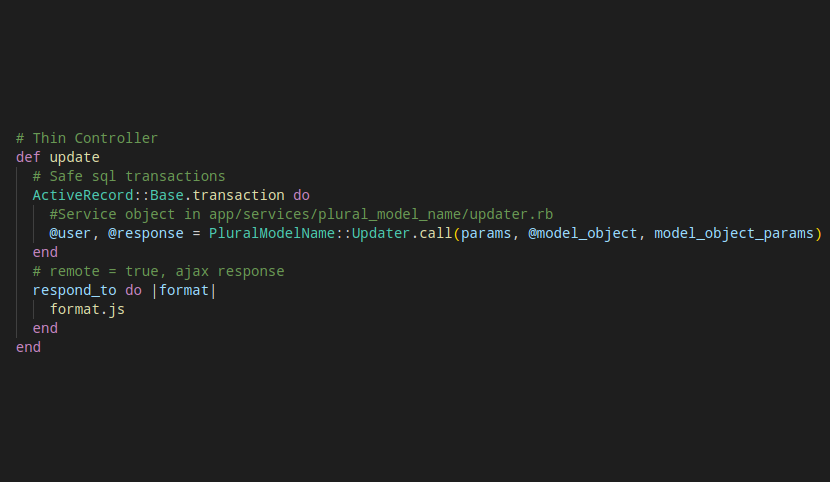 # Thin Controller
def update
  # Safe sql transactions
  ActiveRecord::Base.transaction do
    #Service object in app/services/plural_model_name/updater.rb
    @user, @response = PluralModelName::Updater.call(params, @model_object, model_object_params)
  end
  # remote = true, ajax response
  respond_to do |format|
    format.js
  end
end